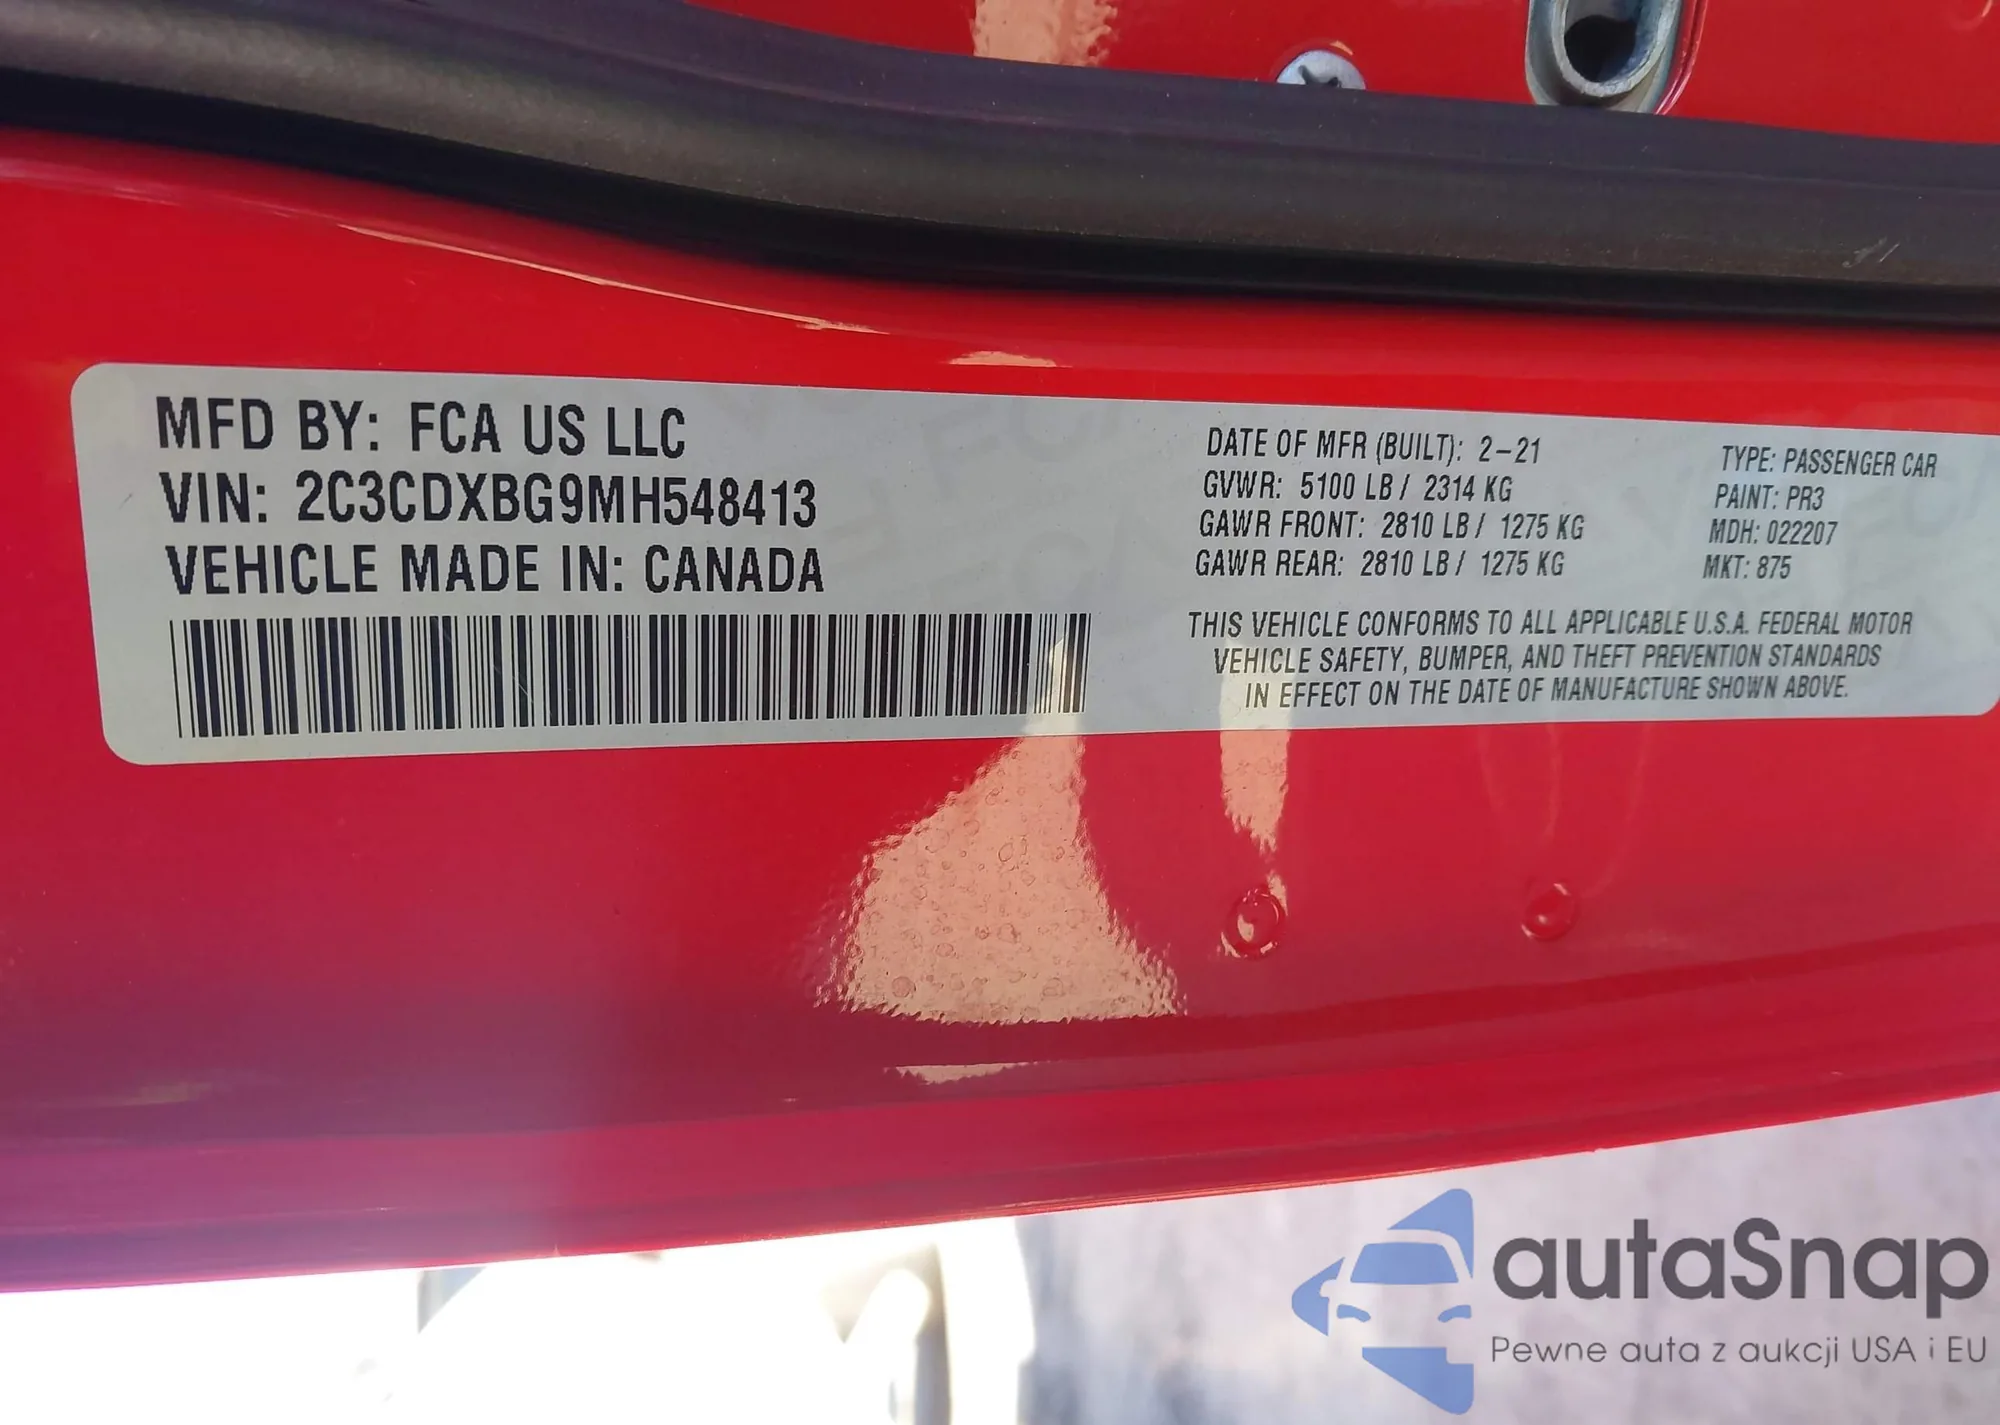 MFD BY: FCA US LLC
VIN: 2C3CDXBG9MH548413
VEHICLE MADE IN: CANADA
DATE OF MFR (BUILT): 2-21
GVWR: 5100 LB / 2314 KG
GAWR FRONT: 2810 LB / 1275 KG
GAWR REAR: 2810 LB / 1275 KG
TYPE: PASSENGER CAR
PAINT: PR3
MDH: 022207
MKT: 875
THIS VEHICLE CONFORMS TO ALL APPLICABLE U.S.A. FEDERAL MOTOR
VEHICLE SAFETY, BUMPER, AND THEFT PREVENTION STANDARDS
IN EFFECT ON THE DATE OF MANUFACTURE SHOWN ABOVE.
autaSnap
Pewne auta z aukcji USA i EU